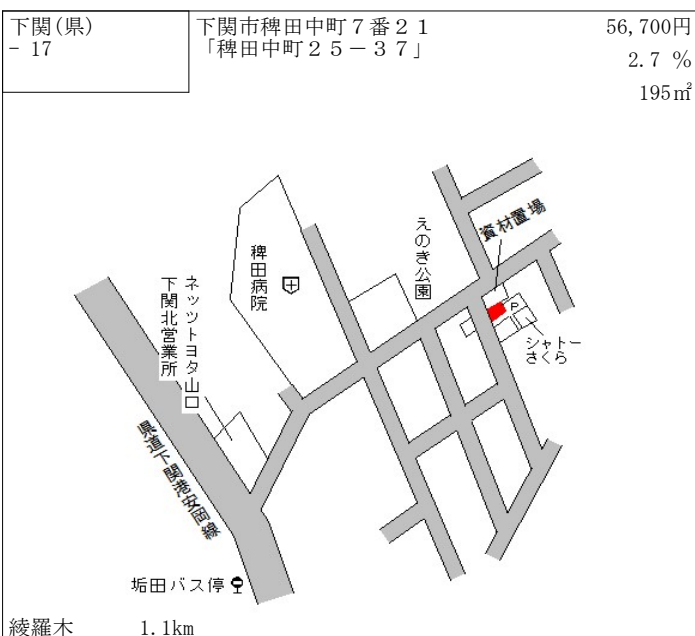 下関(県)
- 17
下関市稗田中町７番２１
「稗田中町２５－３７」
56,700円
2.7 %
195㎡
資材置場
えのき公園
稗田病院
ネッツトヨタ山口
下関北営業所
P
シャトー
さくら
県道下関港安岡線
垢田バス停
綾羅木 1.1km